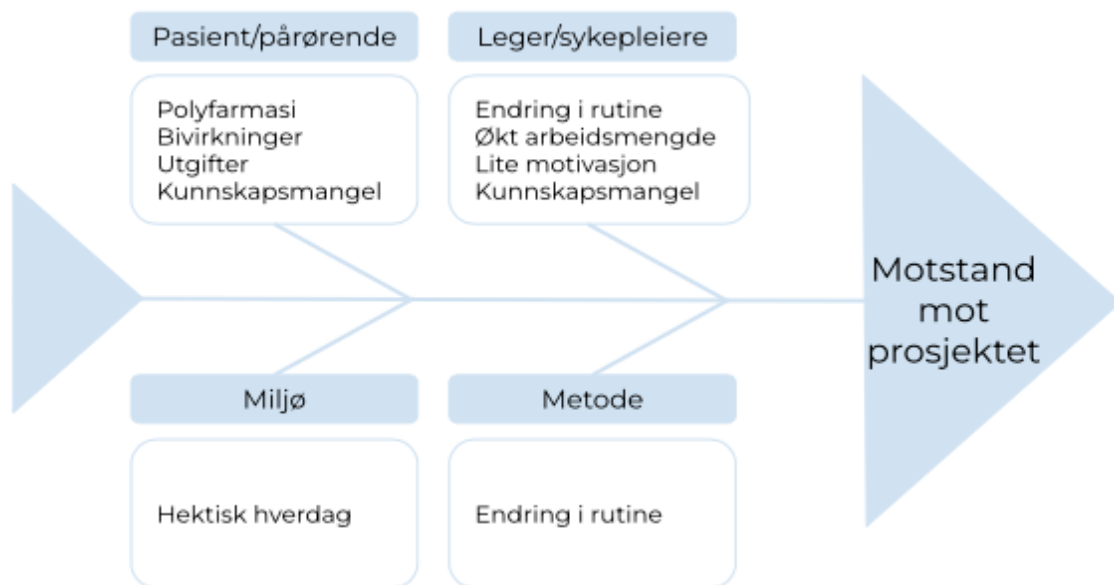 Pasient/pårørende
Polyfarmasi
Bivirkninger
Utgifter
Kunnskapsmangel
Leger/sykepleiere
Endring i rutine
Økt arbeidsmengde
Lite motivasjon
Kunnskapsmangel
Miljø
Hektisk hverdag
Metode
Endring i rutine
Motstand
mot
prosjektet